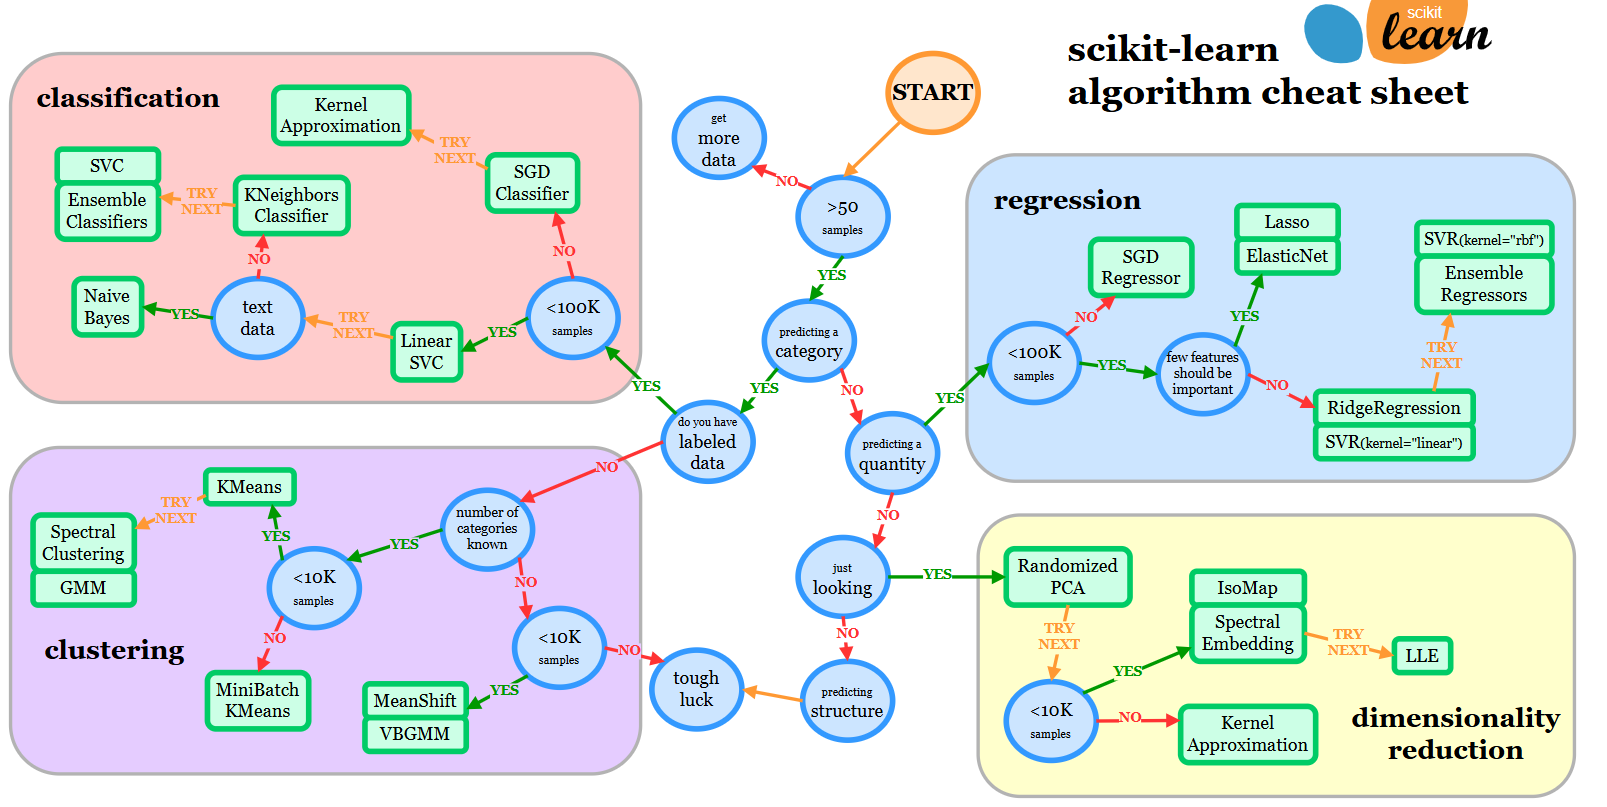 scikit
learn
scikit-learn
algorithm cheat sheet
classification
Kernel
Approximation
START
get
more
data
TRY
NEXT
SVC
Ensemble
Classifiers
TRY
NEXT
KNeighbors
Classifier
SGD
Classifier
NO
>50
samples
NO
NO
YES
Naive
Bayes
YES
text
data
TRY
NEXT
Linear
SVC
YES
<100K
samples
predicting a
category
YES
YES
NO
do you have
labeled
data
NO
predicting a
quantity
YES
NO
regression
SGD
Regressor
Lasso
ElasticNet
SVR(kernel="rbf")
Ensemble
Regressors
NO
YES
TRY
NEXT
<100K
samples
YES
few features
should be
important
NO
RidgeRegression
SVR(kernel="linear")
KMeans
TRY
NEXT
Spectral
Clustering
GMM
YES
<10K
samples
YES
number of
categories
known
NO
NO
clustering
MiniBatch
KMeans
<10K
samples
NO
YES
MeanShift
VBGMM
tough
luck
just
looking
YES
NO
predicting
structure
Randomized
PCA
TRY
NEXT
IsoMap
Spectral
Embedding
TRY
NEXT
LLE
YES
<10K
samples
NO
Kernel
Approximation
dimensionality
reduction